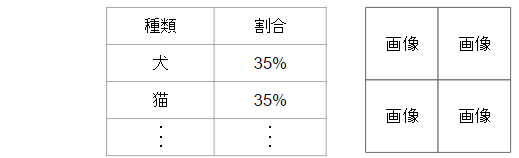 種類 割合
犬 35%
猫 35%
⋮ ⋮
画像 画像
画像 画像